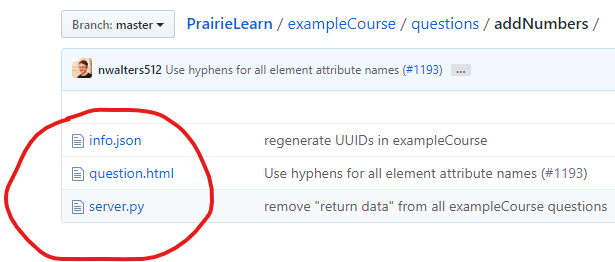 Branch: master PrairieLearn / exampleCourse / questions / addNumbers /
nwalters512 Use hyphens for all element attribute names (#1193) ...
info.json regenerate UUIDs in exampleCourse
question.html Use hyphens for all element attribute names (#1193)
server.py remove "return data" from all exampleCourse questions